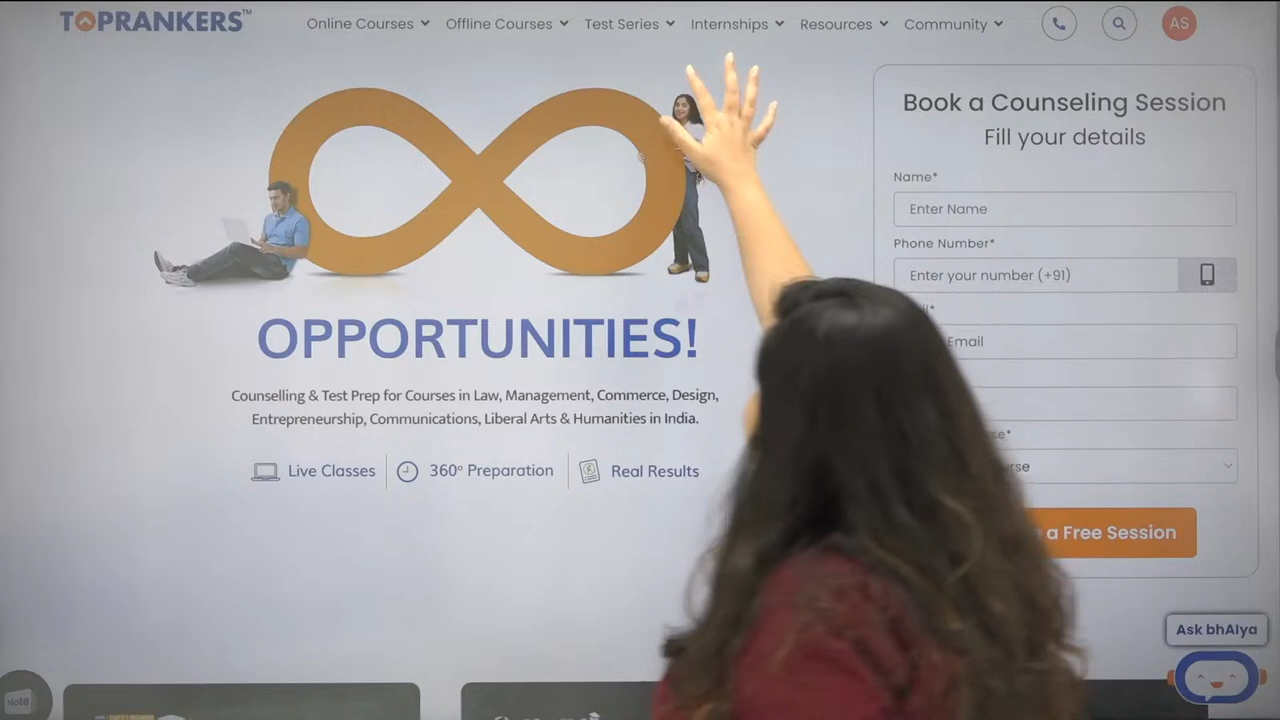 TOPRANKERS™
Online Courses
Offline Courses
Test Series
Internships
Resources
Community
AS
OPPORTUNITIES!
Counselling & Test Prep for Courses in Law, Management, Commerce, Design,
Entrepreneurship, Communications, Liberal Arts & Humanities in India.
Live Classes
360° Preparation
Real Results
Book a Counseling Session
Fill your details
Name*
Enter Name
Phone Number*
Enter your number (+91)
Email
a Free Session
Ask bhAIya
Note